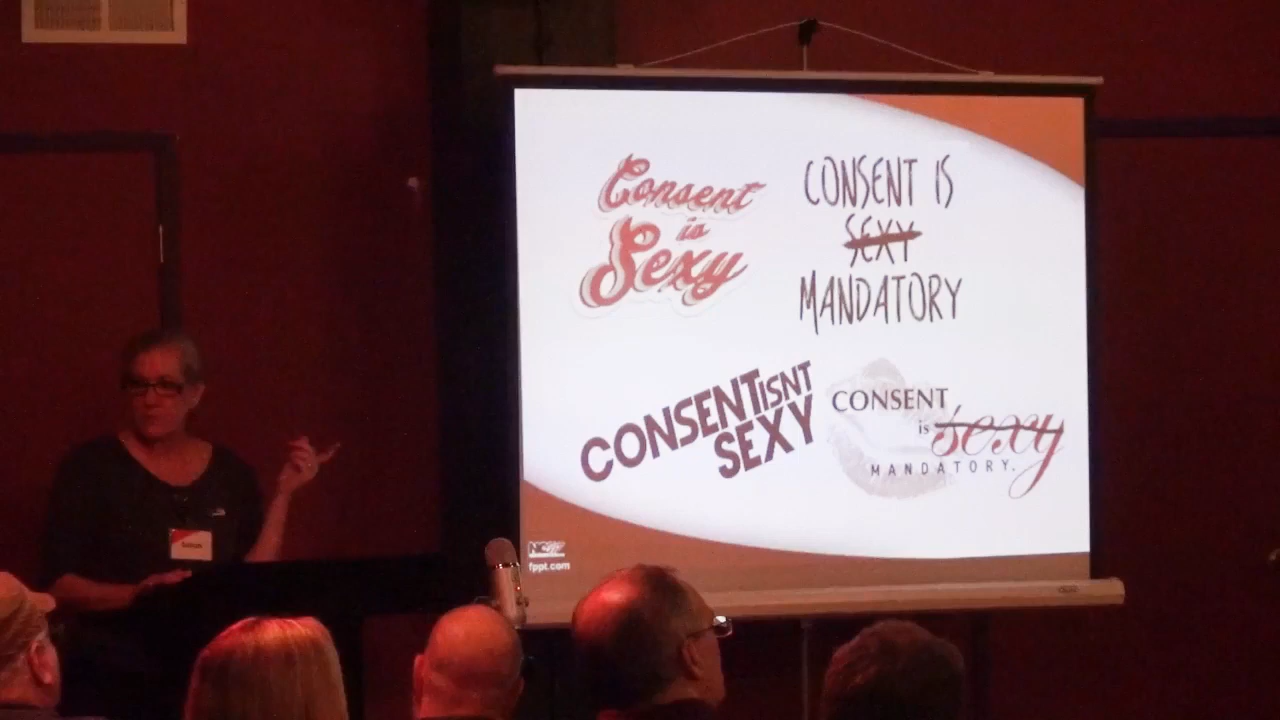 Consent
is
Sexy
CONSENT IS
SEXY
MANDATORY
CONSENT ISNT
SEXY
CONSENT
is sexy
MANDATORY.
fppt.com